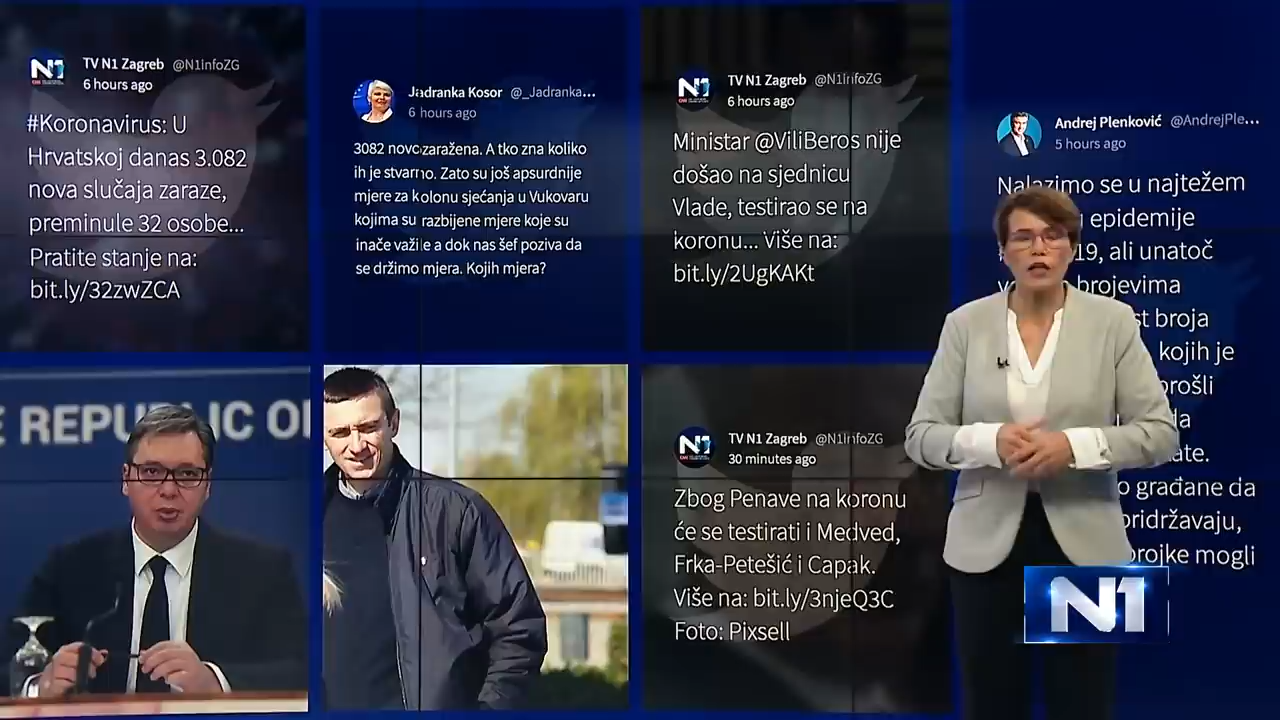 TV N1 Zagreb @N1infoZG
6 hours ago
#Koronavirus: U
Hrvatskoj danas 3.082
nova slučaja zaraze,
preminule 32 osobe...
Pratite stanje na:
bit.ly/32zwZCA
Jadranka Kosor @_Jadranka...
6 hours ago
3082 novozaražena. A tko zna koliko
ih je stvarno. Zato su još apsurdnije
mjere za kolonu sjećanja u Vukovaru
kojima su razbijene mjere koje su
inače važile a dok nas šef poziva da
se držimo mjera. Kojih mjera?
TV N1 Zagreb @N1infoZG
6 hours ago
Ministar @ViliBeros nije
došao na sjednicu
Vlade, testirao se na
koronu... Više na:
bit.ly/2UgKAKt
Andrej Plenković @AndrejPle...
5 hours ago
Nalazimo se u najtežem
epidemije
19, ali unatoč
brojevima
broja
kojih je
građane da
pridržavaju,
brojke mogli
REPUBLIC
TV N1 Zagreb @N1infoZG
30 minutes ago
Zbog Penave na koronu
će se testirati i Medved,
Frka-Petešić i Capak.
Više na: bit.ly/3njeQ3C
Foto: Pixsell
N1